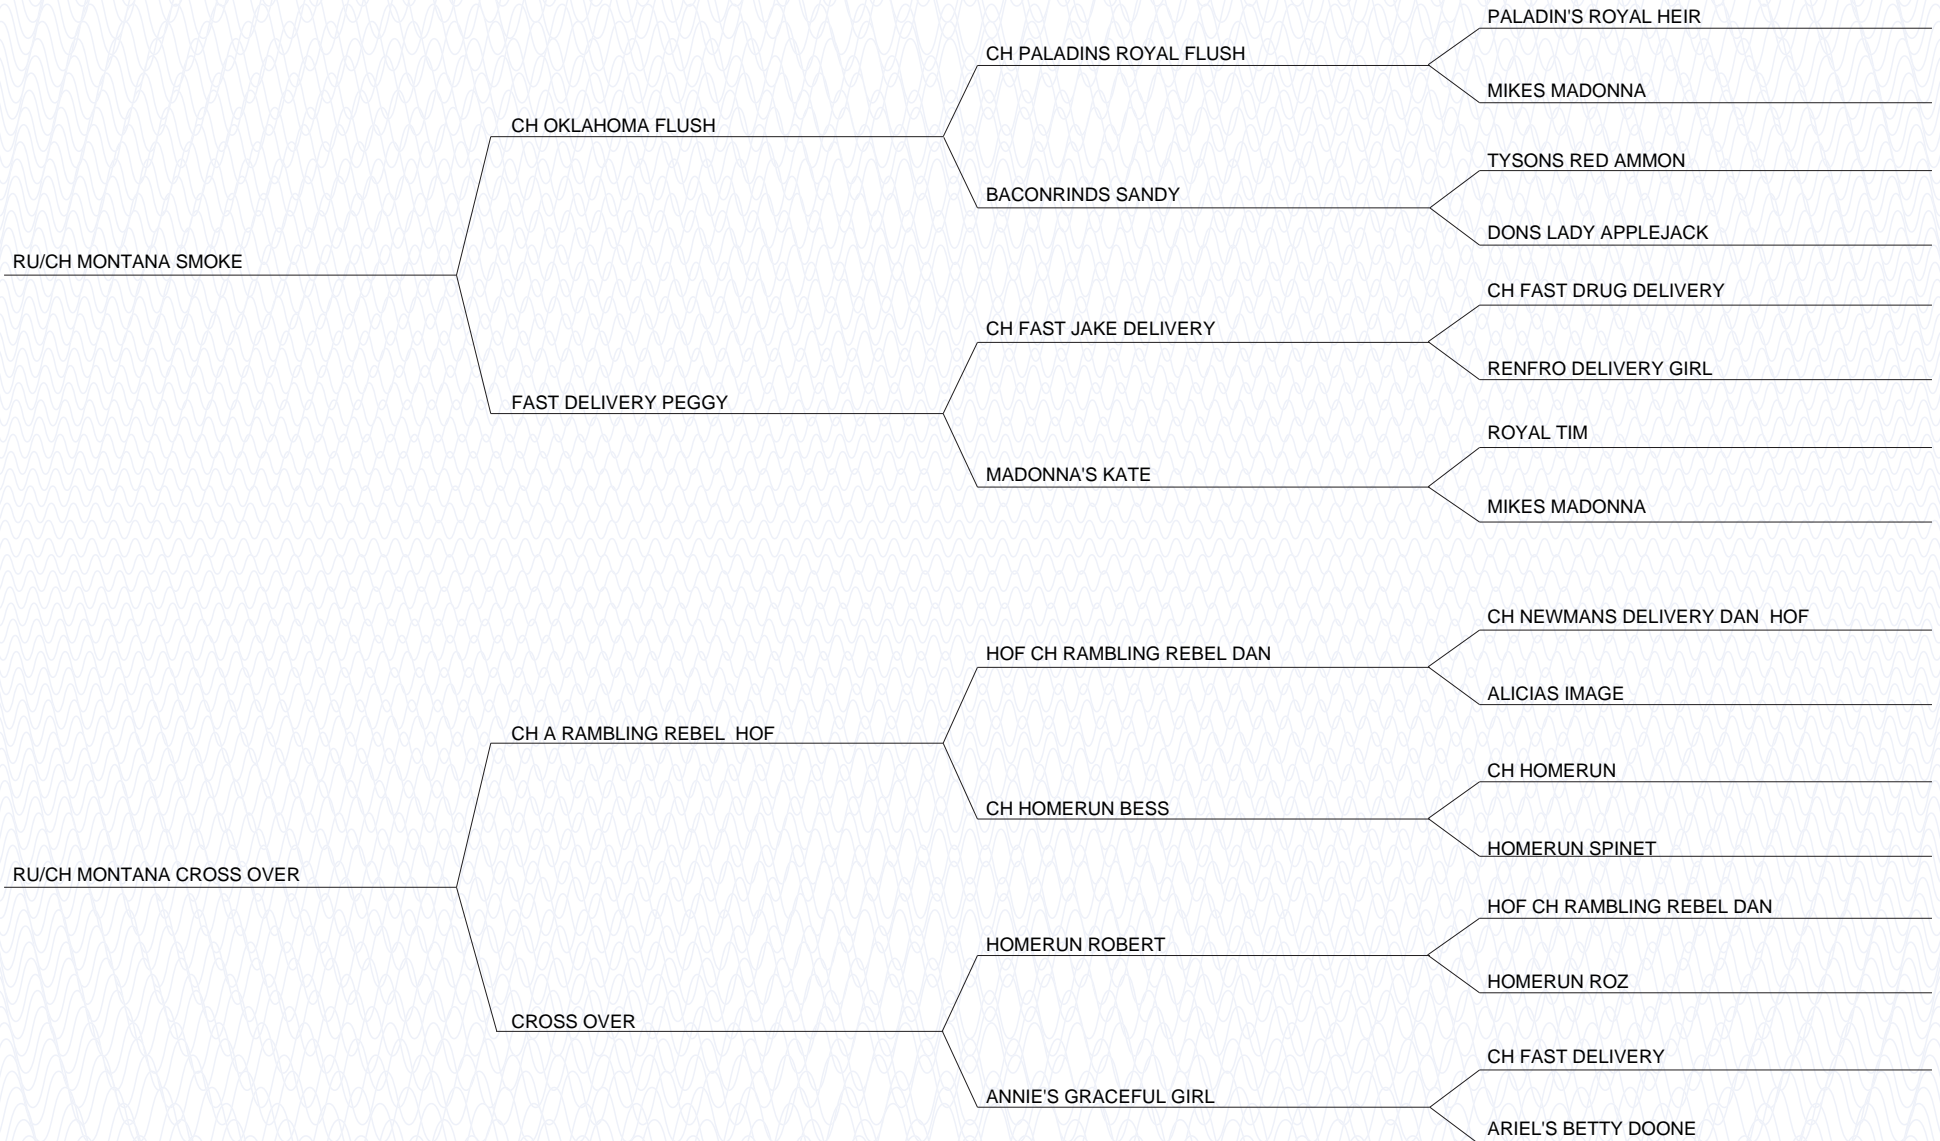 PALADIN'S ROYAL HEIR
CH PALADINS ROYAL FLUSH
MIKES MADONNA
CH OKLAHOMA FLUSH
TYSONS RED AMMON
BACONRINDS SANDY
DONS LADY APPLEJACK
RU/CH MONTANA SMOKE
CH FAST DRUG DELIVERY
CH FAST JAKE DELIVERY
RENFRO DELIVERY GIRL
FAST DELIVERY PEGGY
ROYAL TIM
MADONNA'S KATE
MIKES MADONNA
CH NEWMANS DELIVERY DAN  HOF
HOF CH RAMBLING REBEL DAN
ALICIAS IMAGE
CH A RAMBLING REBEL  HOF
CH HOMERUN
CH HOMERUN BESS
HOMERUN SPINET
RU/CH MONTANA CROSS OVER
HOF CH RAMBLING REBEL DAN
HOMERUN ROBERT
HOMERUN ROZ
CROSS OVER
CH FAST DELIVERY
ANNIE'S GRACEFUL GIRL
ARIEL'S BETTY DOONE